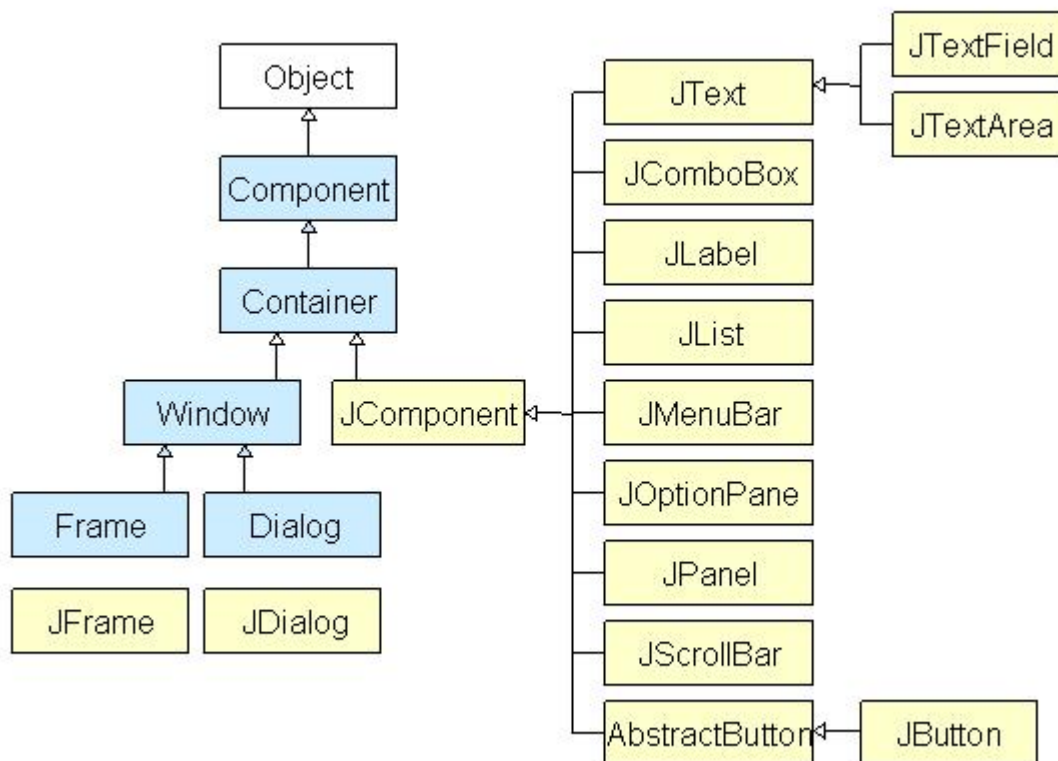 Object
Component
Container
Window
JComponent
Frame
Dialog
JFrame
JDialog
JText
JComboBox
JLabel
JList
JMenuBar
JOptionPane
JPanel
JScrollBar
AbstractButton
JTextField
JTextArea
JButton